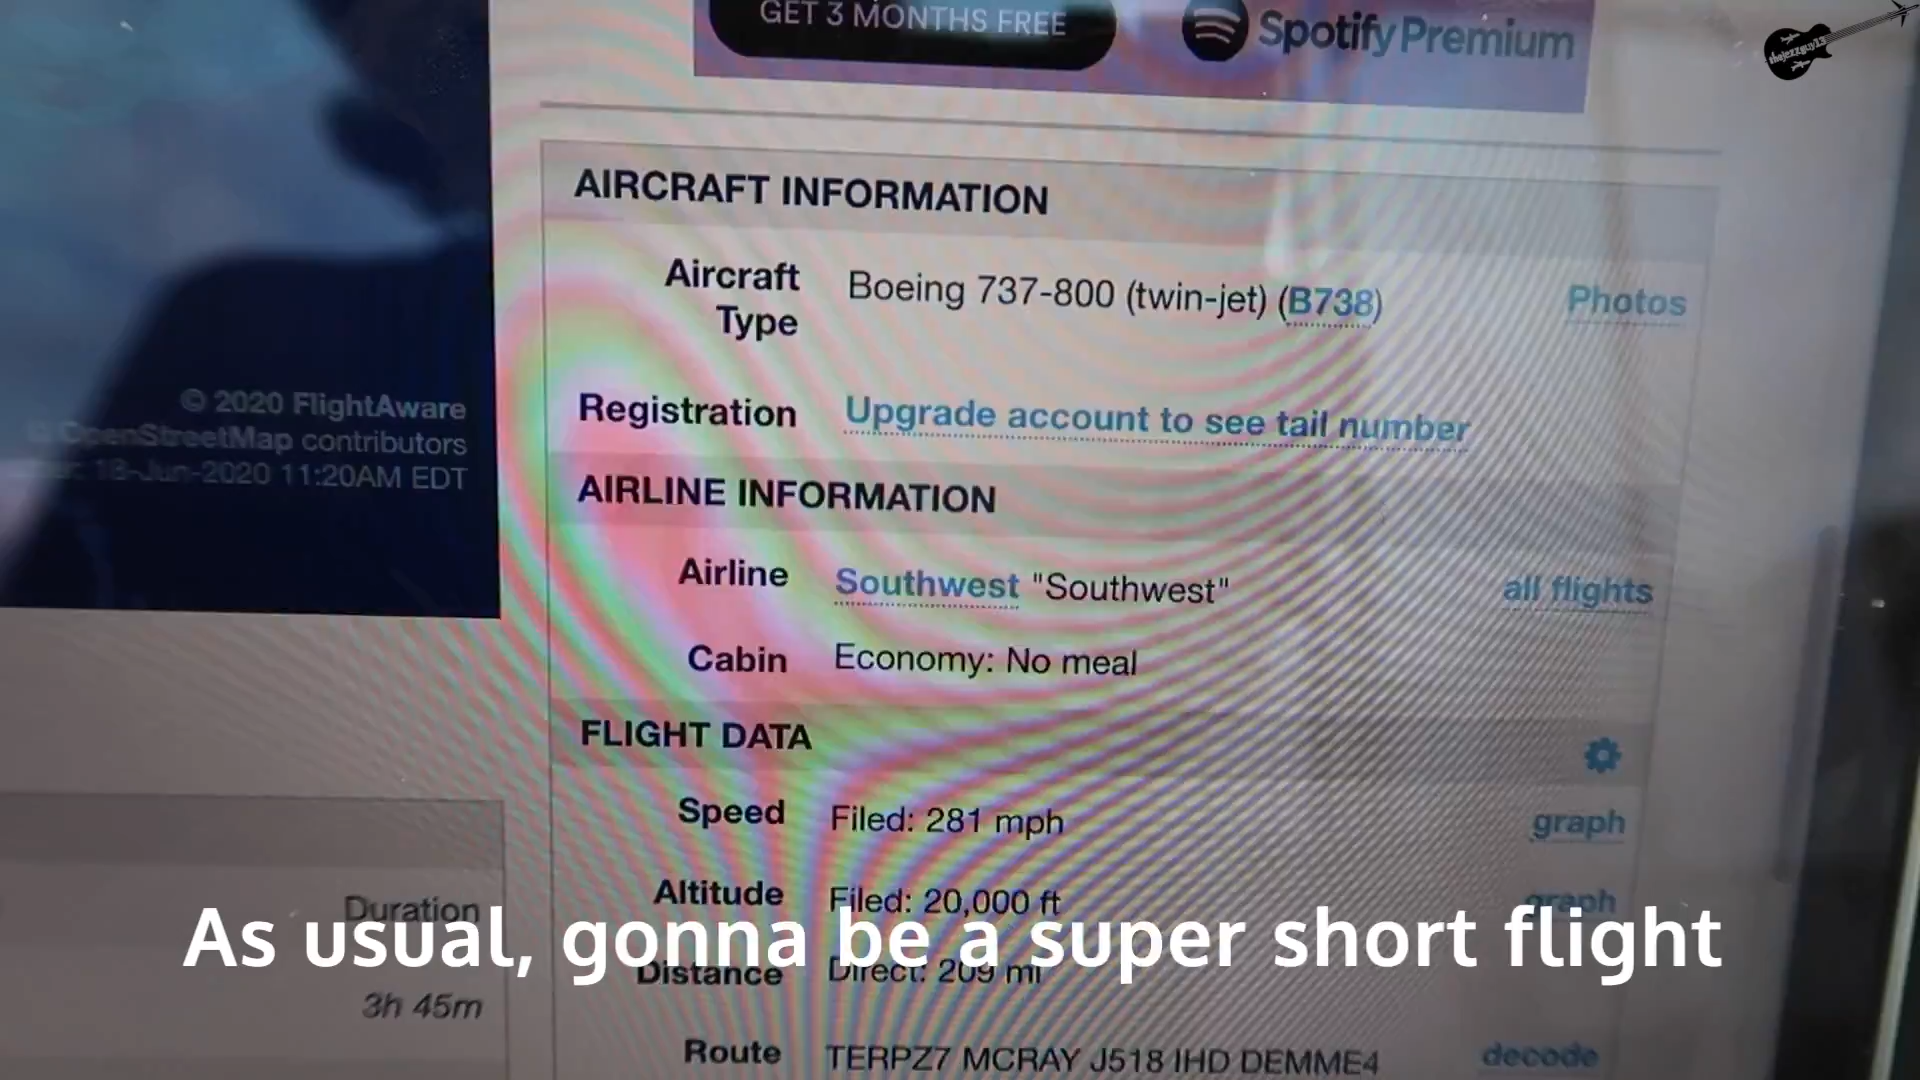 GET 3 MONTHS FREE
Spotify Premium
thejazzguy13
AIRCRAFT INFORMATION
Aircraft Type
Boeing 737-800 (twin-jet) (B738)
Photos
Registration
Upgrade account to see tail number
© 2020 FlightAware
OpenStreetMap contributors
18-Jun-2020 11:20AM EDT
AIRLINE INFORMATION
Airline
Southwest "Southwest"
all flights
Cabin
Economy: No meal
FLIGHT DATA
Speed
Filed: 281 mph
graph
Altitude
Filed: 20,000 ft
graph
Duration
As usual, gonna be a super short flight
Distance
Direct: 209 mi
3h 45m
Route
TERPZ7 MCRAY J518 IHD DEMME4
decode